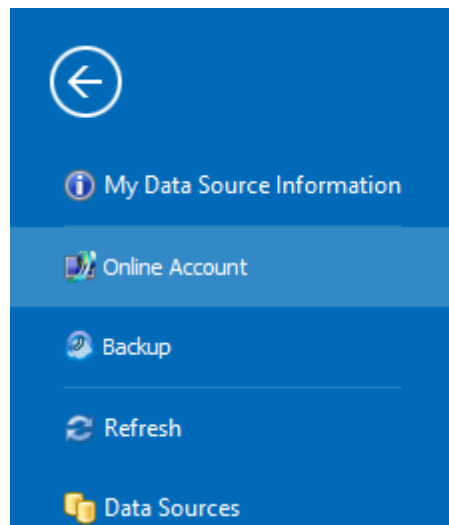 My Data Source Information
Online Account
Backup
Refresh
Data Sources